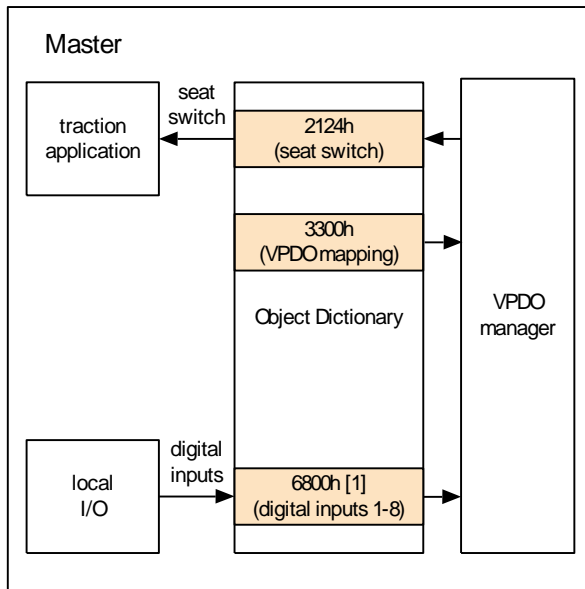 Master
seat
switch
traction
application
2124h
(seat switch)
3300h
(VPDO mapping)
Object Dictionary
VPDO
manager
digital
inputs
local
I/O
6800h [1]
(digital inputs 1-8)